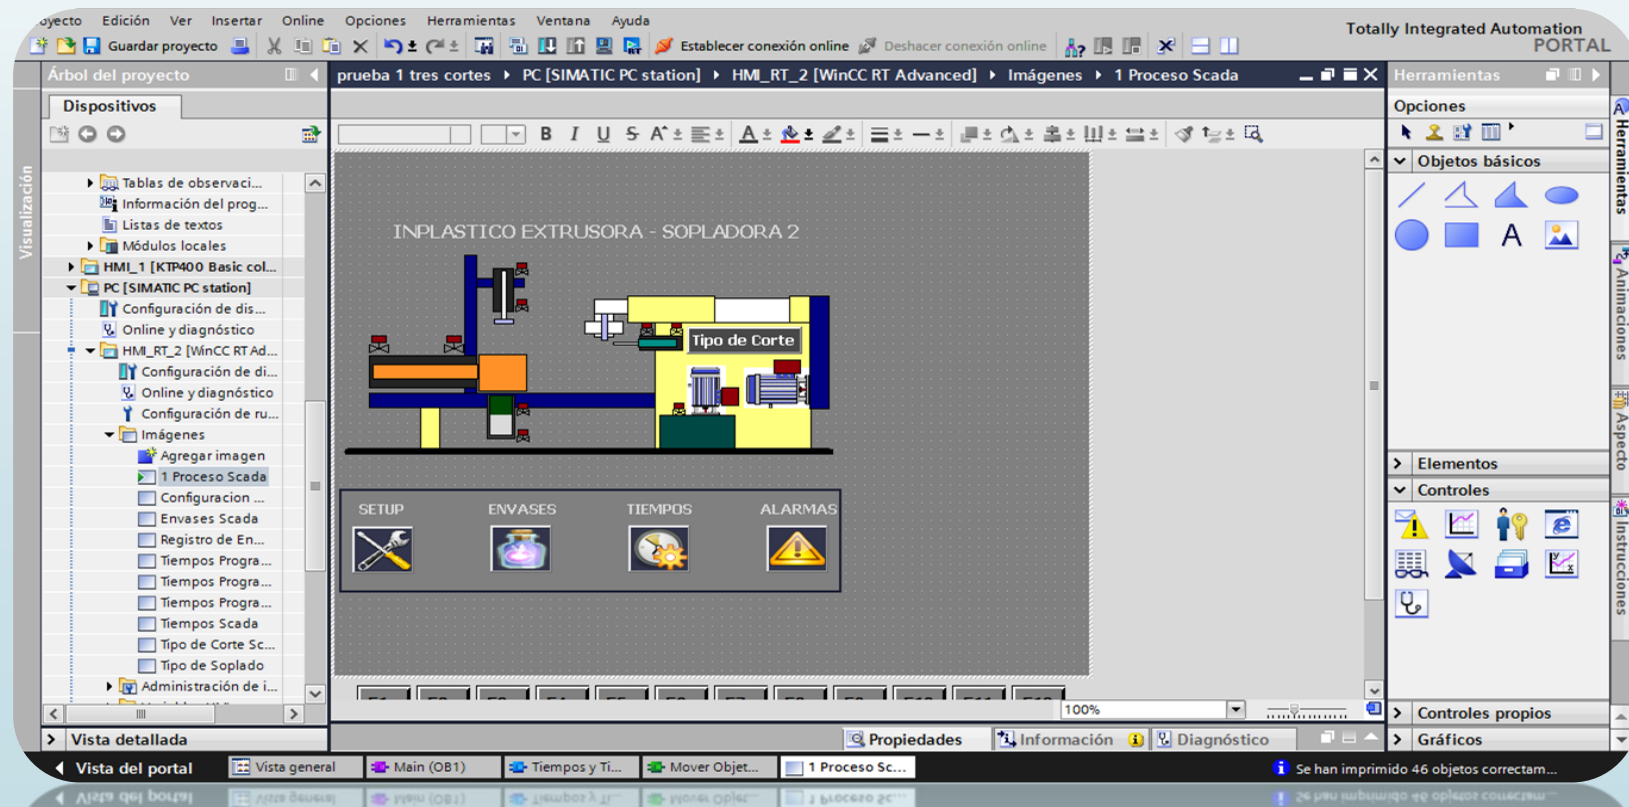 oyecto Edición Ver Insertar Online Opciones Herramientas Ventana Ayuda
Totally Integrated Automation
PORTAL
Guardar proyecto Establecer conexión online Deshacer conexión online
Árbol del proyecto
prueba 1 tres cortes PC [SIMATIC PC station] HMI_RT_2 [WinCC RT Advanced] Imágenes 1 Proceso Scada
Herramientas
Dispositivos
Opciones
B I U S A A
Objetos básicos
A
Visualización
Tablas de observaci...
Información del prog...
Listas de textos
Módulos locales
HMI_1 [KTP400 Basic col...
PC [SIMATIC PC station]
Configuración de dis...
Online y diagnóstico
HMI_RT_2 [WinCC RT Ad...
Configuración de di...
Online y diagnóstico
Configuración de ru...
Imágenes
Agregar imagen
1 Proceso Scada
Configuracion ...
Envases Scada
Registro de En...
Tiempos Progra...
Tiempos Progra...
Tiempos Progra...
Tiempos Scada
Tipo de Corte Sc...
Tipo de Soplado
Administración de i...
Vista detallada
INPLASTICO EXTRUSORA - SOPLADORA 2
Tipo de Corte
SETUP ENVASES TIEMPOS ALARMAS
100%
Elementos
Controles
Controles propios
Gráficos
Herramientas
Animaciones
Aspecto
Instrucciones
Propiedades Información Diagnóstico
Vista del portal Vista general Main (OB1) Tiempos y Ti... Mover Objet... 1 Proceso Sc...
Se han imprimido 46 objetos correctam...